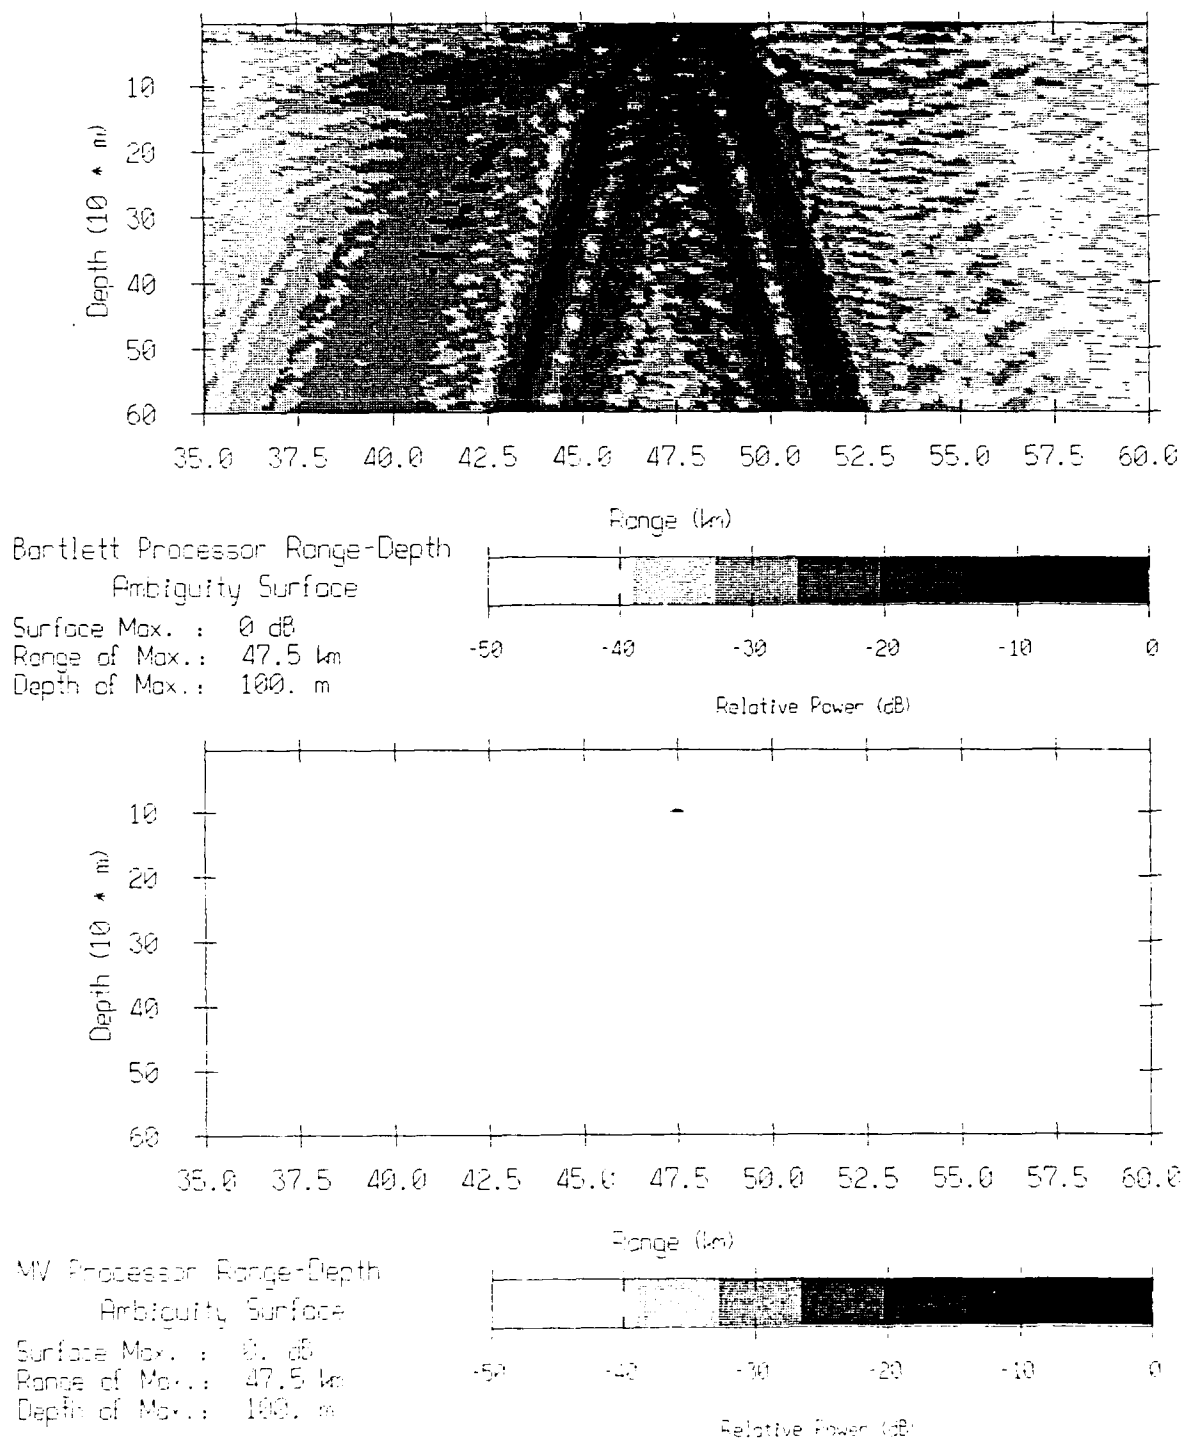 10
20
30
40
50
60
Depth (10 * m)
35.0 37.5 40.0 42.5 45.0 47.5 50.0 52.5 55.0 57.5 60.0
Range (km)
Bartlett Processor Range-Depth
Ambiguity Surface
Surface Max. : 0 dB
Range of Max.: 47.5 km
Depth of Max.: 100. m
-50 -40 -30 -20 -10 0
Relative Power (dB)
10
20
30
40
50
60
Depth (10 * m)
35.0 37.5 40.0 42.5 45.0 47.5 50.0 52.5 55.0 57.5 60.0
Range (km)
MV Processor Range-Depth
Ambiguity Surface
Surface Max. : 0. dB
Range of Max.: 47.5 km
Depth of Max.: 100. m
-50 -40 -30 -20 -10 0
Relative Power (dB)